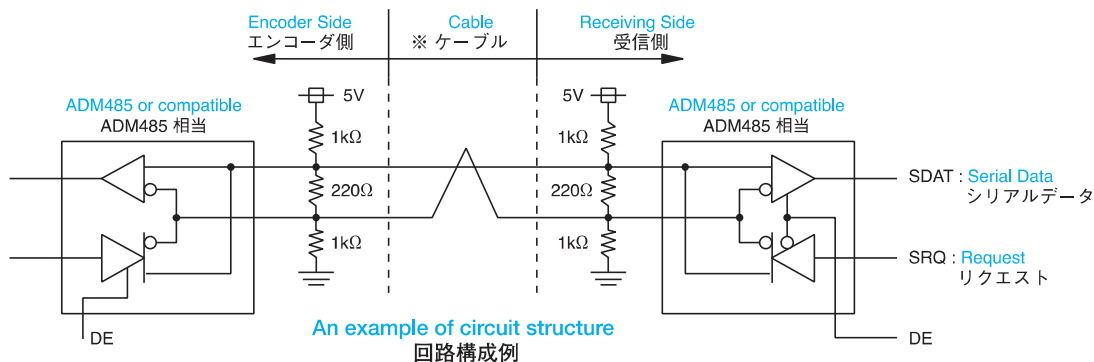 Encoder Side
エンコーダ側
Cable
※ ケーブル
Receiving Side
受信側
ADM485 or compatible
ADM485 相当
5V
1kΩ
220Ω
1kΩ
5V
1kΩ
220Ω
1kΩ
ADM485 or compatible
ADM485 相当
SDAT : Serial Data
シリアルデータ
SRQ : Request
リクエスト
DE
DE
An example of circuit structure
回路構成例